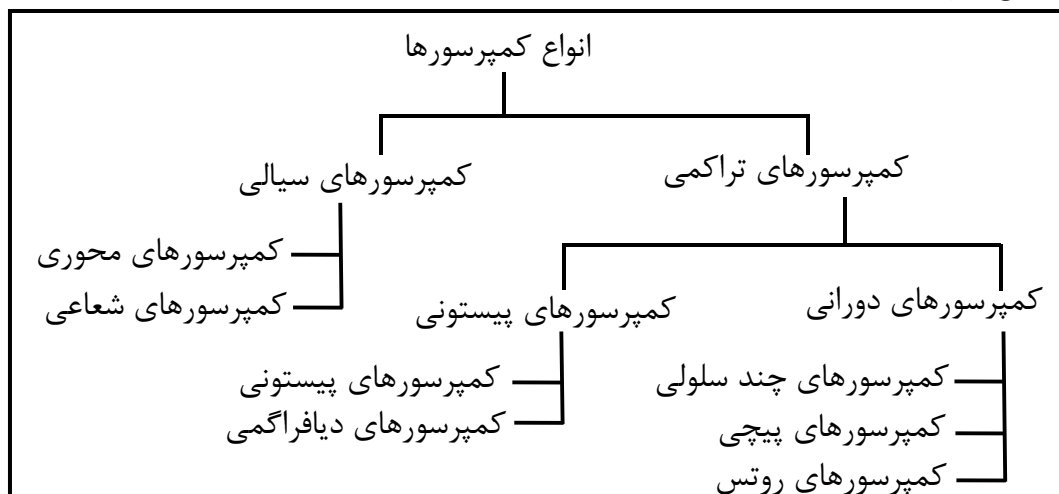 انواع کمپرسورها
کمپرسورهای تراکمی
کمپرسورهای سیالی
کمپرسورهای محوری
کمپرسورهای شعاعی
کمپرسورهای دورانی
کمپرسورهای پیستونی
کمپرسورهای چند سلولی
کمپرسورهای پیچی
کمپرسورهای روتس
کمپرسورهای پیستونی
کمپرسورهای دیافراگمی